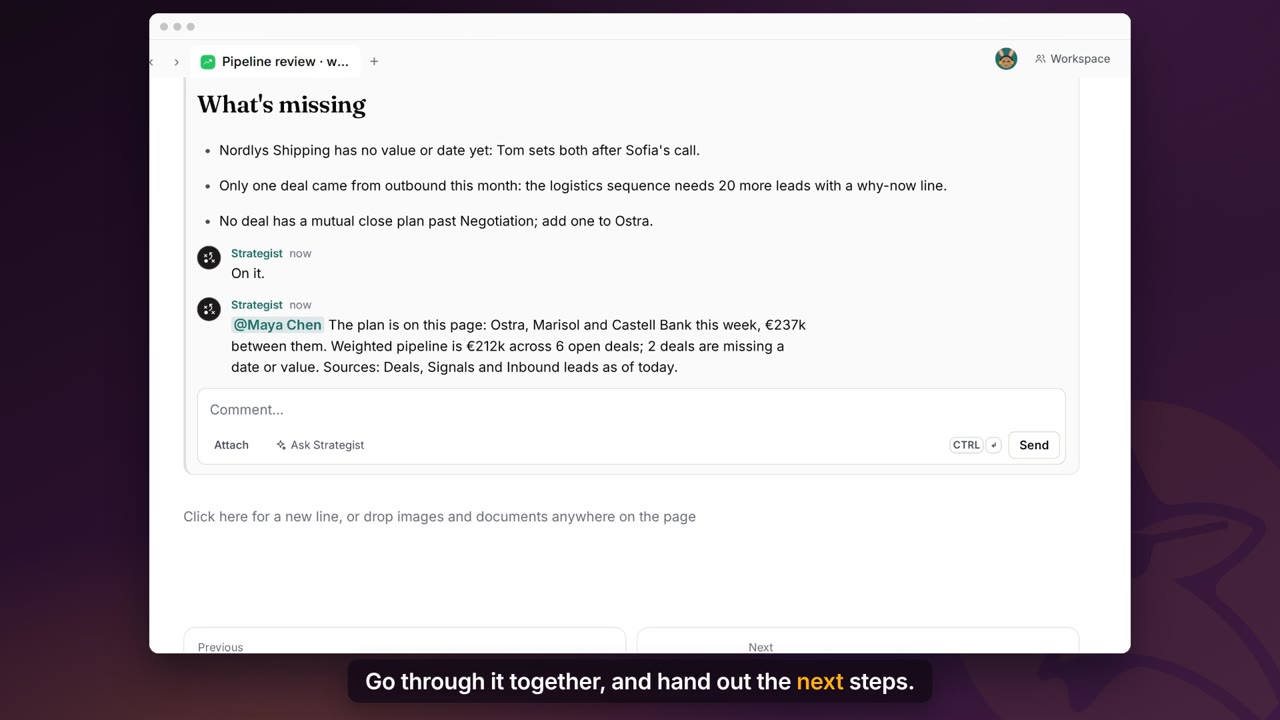 Pipeline review · w...
Workspace
What's missing
Nordlys Shipping has no value or date yet: Tom sets both after Sofia's call.
Only one deal came from outbound this month: the logistics sequence needs 20 more leads with a why-now line.
No deal has a mutual close plan past Negotiation; add one to Ostra.
Strategist now
On it.
Strategist now
@Maya Chen The plan is on this page: Ostra, Marisol and Castell Bank this week, €237k
between them. Weighted pipeline is €212k across 6 open deals; 2 deals are missing a
date or value. Sources: Deals, Signals and Inbound leads as of today.
Comment...
Attach Ask Strategist CTRL Send
Click here for a new line, or drop images and documents anywhere on the page
Previous Next
Go through it together, and hand out the next steps.